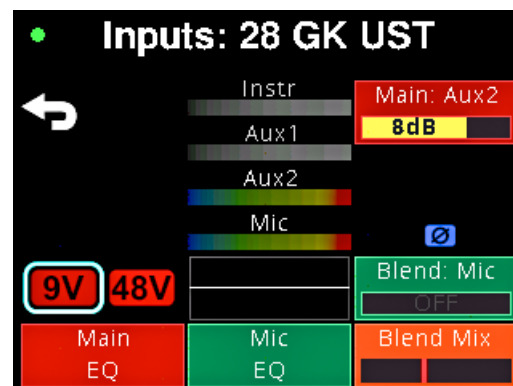 Inputs: 28 GK UST
Instr
Main: Aux2
8dB
Aux1
Aux2
Mic
Ø
Blend: Mic
OFF
9V 48V
Main EQ
Mic EQ
Blend Mix